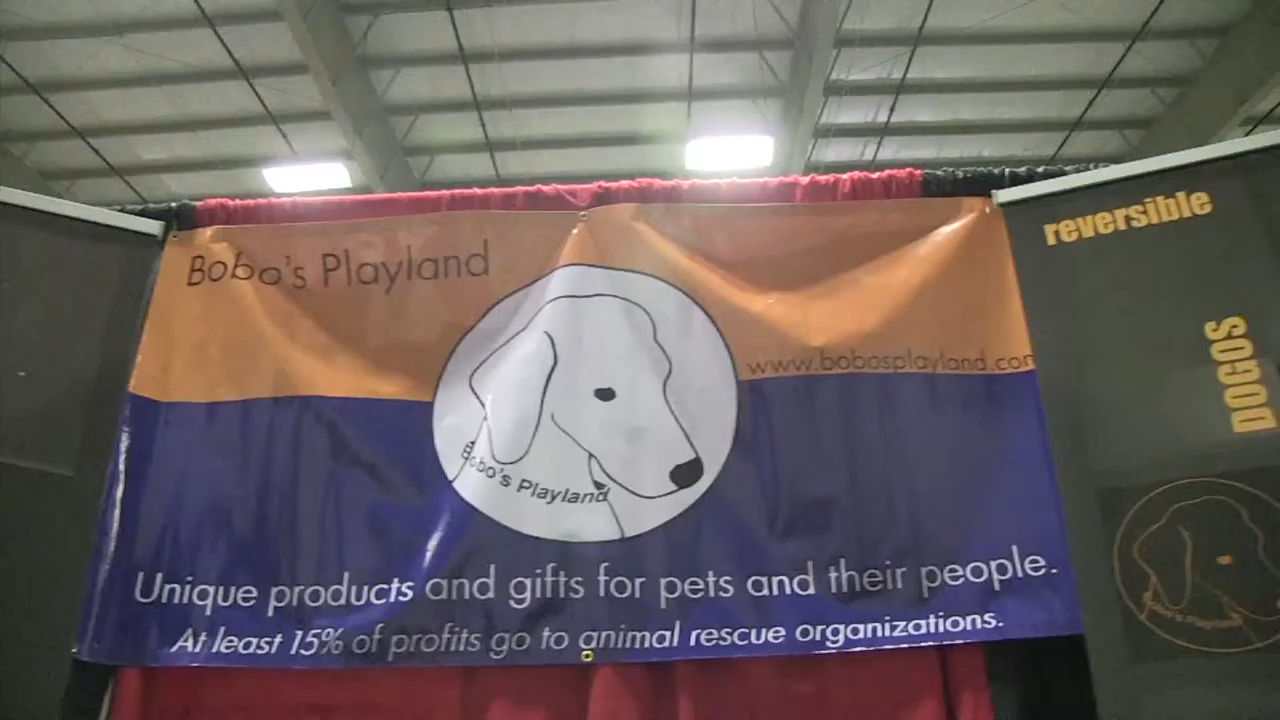 Bobo's Playland
reversible
www.bobosplayland.com
DOGOS
Bobo's Playland
Unique products and gifts for pets and their people.
At least 15% of profits go to animal rescue organizations.